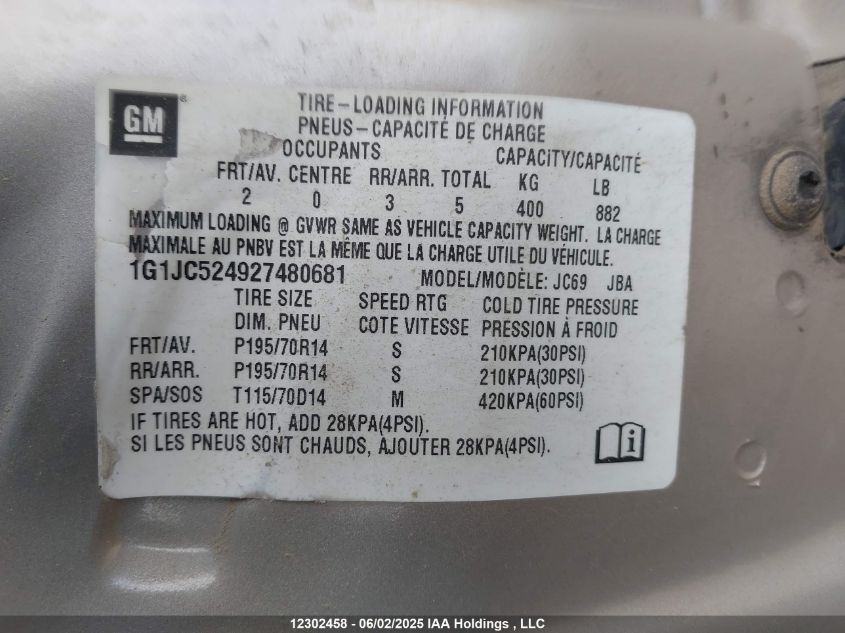 GM®
TIRE-LOADING INFORMATION
PNEUS-CAPACITÉ DE CHARGE
OCCUPANTS CAPACITY/CAPACITÉ
FRT/AV. CENTRE RR/ARR. TOTAL KG LB
2 0 3 5 400 882
MAXIMUM LOADING @ GVWR SAME AS VEHICLE CAPACITY WEIGHT. LA CHARGE
MAXIMALE AU PNBV EST LA MÊME QUE LA CHARGE UTILE DU VÉHICULE.
1G1JC524927480681 MODEL/MODÈLE: JC69 JBA
TIRE SIZE SPEED RTG COLD TIRE PRESSURE
DIM. PNEU COTE VITESSE PRESSION À FROID
FRT/AV. P195/70R14 S 210KPA(30PSI)
RR/ARR. P195/70R14 S 210KPA(30PSI)
SPA/SOS T115/70D14 M 420KPA(60PSI)
IF TIRES ARE HOT, ADD 28KPA(4PSI).
SI LES PNEUS SONT CHAUDS, AJOUTER 28KPA(4PSI).
i
12302458 - 06/02/2025 IAA Holdings , LLC